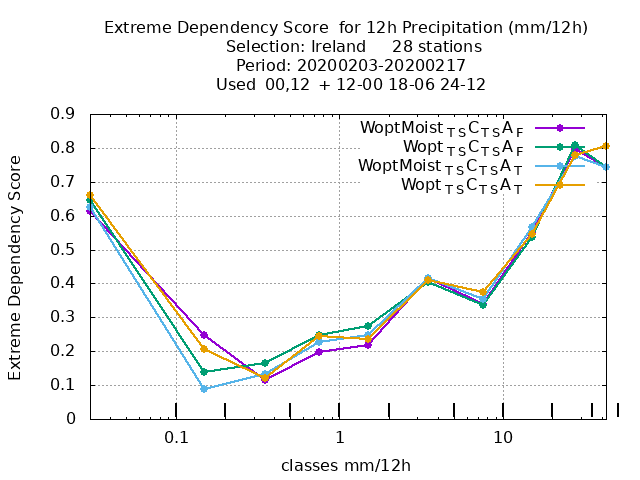 Extreme Dependency Score  for 12h Precipitation (mm/12h)
Selection: Ireland     28 stations
Period: 20200203-20200217
Used  00,12  + 12-00 18-06 24-12
WoptMoist TS C TS A F
Wopt TS C TS A F
WoptMoist TS C TS A T
Wopt TS C TS A T
Extreme Dependency Score
0.9
0.8
0.7
0.6
0.5
0.4
0.3
0.2
0.1
0
0.1 1 10
classes mm/12h